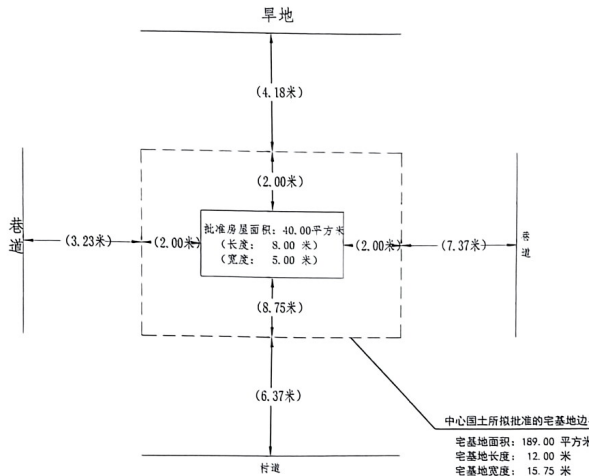 旱地
(4.18米)
(2.00米)
巷道
(3.23米)
(2.00米)
批准房屋面积: 40.00平方米
(长度: 8.00 米)
(宽度: 5.00 米)
(2.00米)
(7.37米)
巷道
(8.75米)
(6.37米)
中心国土所拟批准的宅基地边
宅基地面积: 189.00 平方米
宅基地长度: 12.00 米
宅基地宽度: 15.75 米
村道